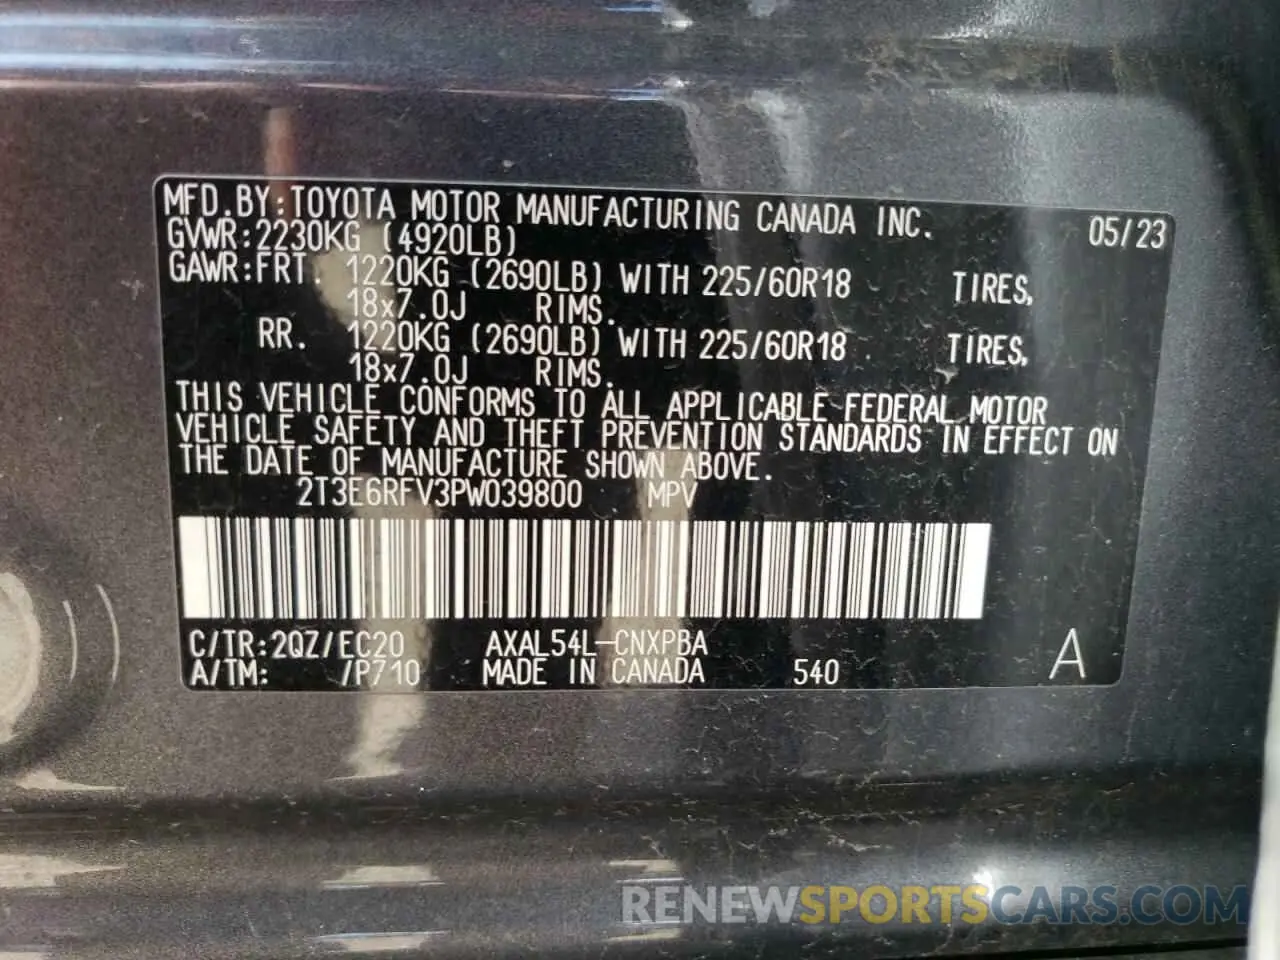 MFD.BY:TOYOTA MOTOR MANUFACTURING CANADA INC. 05/23
GVWR:2230KG (4920LB)
GAWR:FRT. 1220KG (2690LB) WITH 225/60R18 TIRES,
18x7.0J RIMS.
RR. 1220KG (2690LB) WITH 225/60R18 TIRES,
18x7.0J RIMS.
THIS VEHICLE CONFORMS TO ALL APPLICABLE FEDERAL MOTOR
VEHICLE SAFETY AND THEFT PREVENTION STANDARDS IN EFFECT ON
THE DATE OF MANUFACTURE SHOWN ABOVE.
2T3E6RFV3PW039800 MPV
C/TR:2QZ/EC20 AXAL54L-CNXPBA
A/TM: /P710 MADE IN CANADA 540 A
RENEWSPORTSCARS.COM